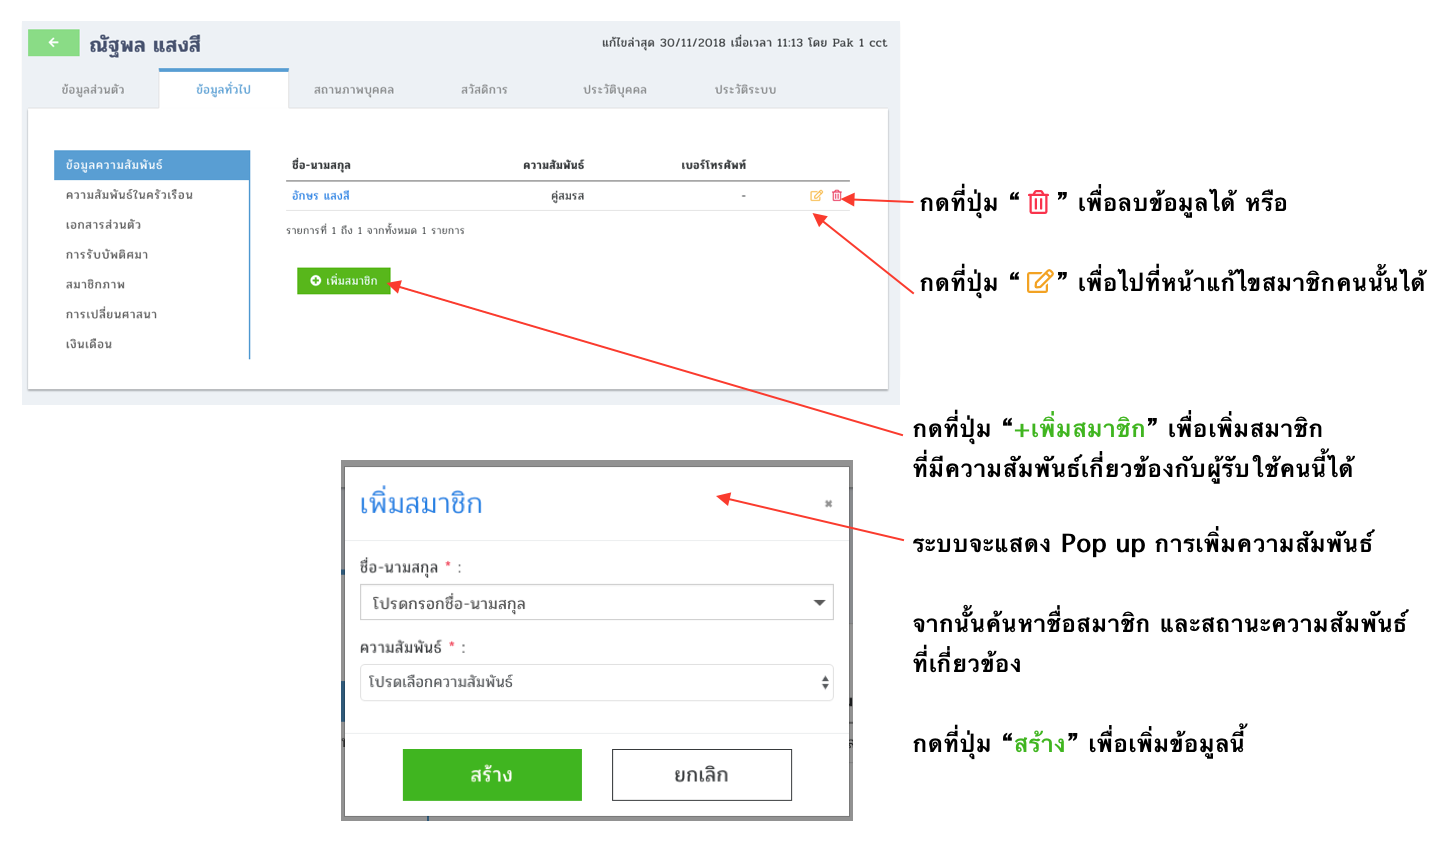 ณัฐพล แสงสี
แก้ไขล่าสุด 30/11/2018 เมื่อเวลา 11:13 โดย Pak 1 cct
ข้อมูลส่วนตัว ข้อมูลทั่วไป สถานภาพบุคคล สวัสดิการ ประวัติบุคคล ประวัติระบบ
ข้อมูลความสัมพันธ์
ความสัมพันธ์ในครัวเรือน
เอกสารส่วนตัว
การรับบัพติศมา
สมาชิกภาพ
การเปลี่ยนศาสนา
เงินเดือน
ชื่อ-นามสกุล ความสัมพันธ์ เบอร์โทรศัพท์
อักษร แสงสี คู่สมรส -
รายการที่ 1 ถึง 1 จากทั้งหมด 1 รายการ
เพิ่มสมาชิก
กดที่ปุ่ม “ ” เพื่อลบข้อมูลได้ หรือ
กดที่ปุ่ม “ ” เพื่อไปที่หน้าแก้ไขสมาชิกคนนั้นได้
กดที่ปุ่ม “+เพิ่มสมาชิก” เพื่อเพิ่มสมาชิก
ที่มีความสัมพันธ์เกี่ยวข้องกับผู้รับใช้คนนี้ได้
ระบบจะแสดง Pop up การเพิ่มความสัมพันธ์
จากนั้นค้นหาชื่อสมาชิก และสถานะความสัมพันธ์
ที่เกี่ยวข้อง
กดที่ปุ่ม “สร้าง” เพื่อเพิ่มข้อมูลนี้
เพิ่มสมาชิก
ชื่อ-นามสกุล * :
โปรดกรอกชื่อ-นามสกุล
ความสัมพันธ์ * :
โปรดเลือกความสัมพันธ์
สร้าง ยกเลิก